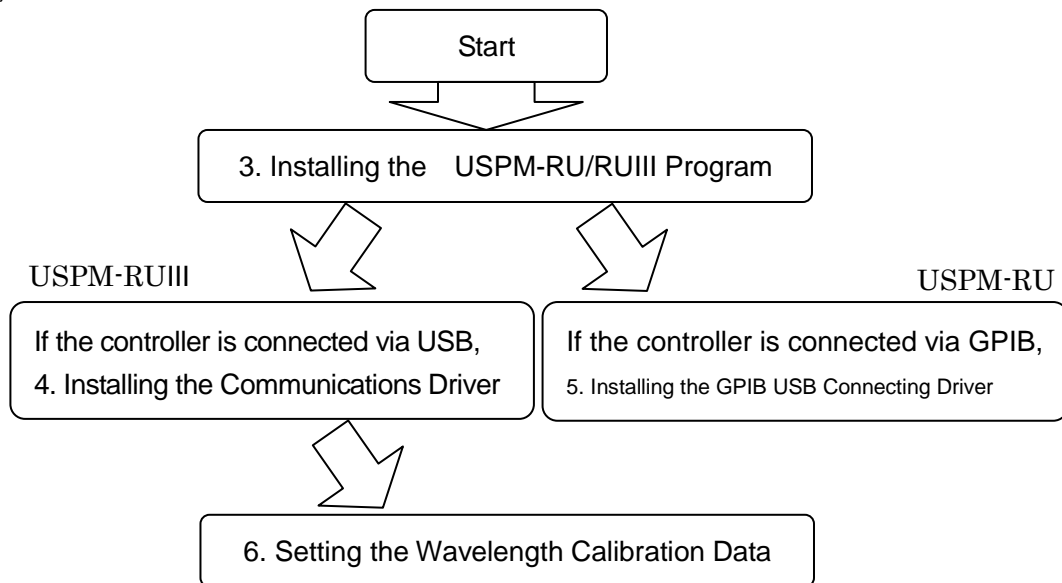 Start
3. Installing the USPM-RU/RUIII Program
USPM-RUIII
USPM-RU
If the controller is connected via USB,
4. Installing the Communications Driver
If the controller is connected via GPIB,
5. Installing the GPIB USB Connecting Driver
6. Setting the Wavelength Calibration Data